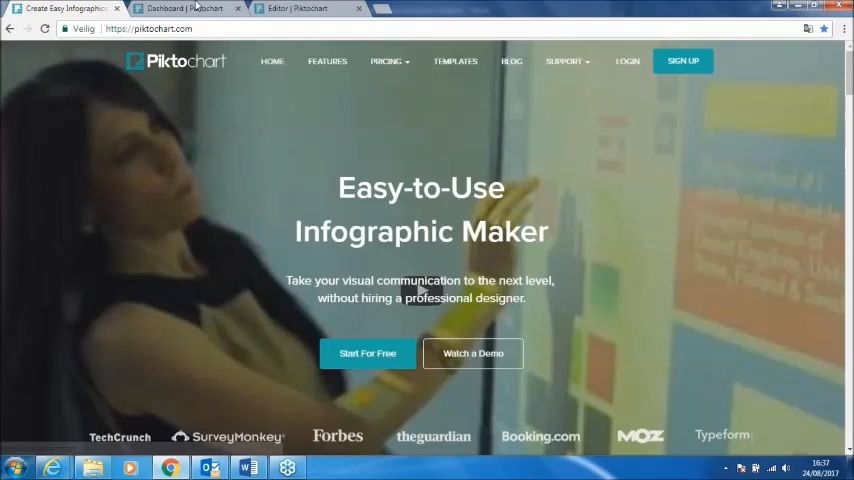 Create Easy Infographics
Dashboard | Piktochart
Editor | Piktochart
Veilig
https://piktochart.com
Piktochart
HOME
FEATURES
PRICING
TEMPLATES
BLOG
SUPPORT
LOGIN
SIGN UP
Easy-to-Use
Infographic Maker
Take your visual communication to the next level,
without hiring a professional designer.
Start For Free
Watch a Demo
TechCrunch
SurveyMonkey
Forbes
theguardian
Booking.com
MOZ
Typeform
16:37
24/08/2017